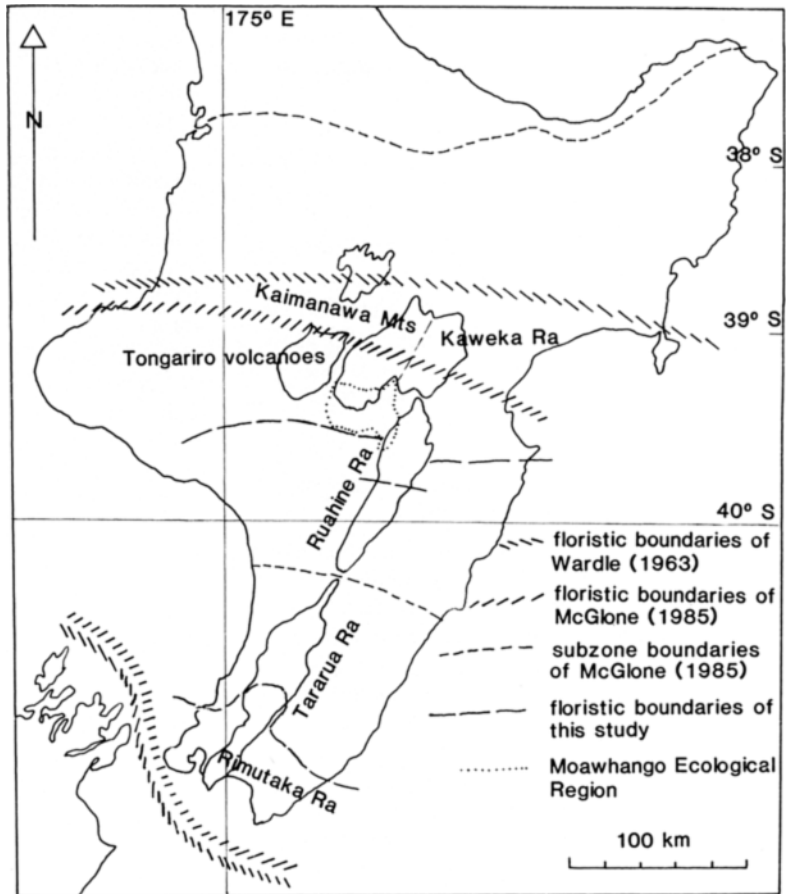 175° E
N
38° S
Kaimanawa Mts
39° S
Kaweka Ra
Tongariro volcanoes
Ruahine Ra
40° S
floristic boundaries of
Wardle (1963)
floristic boundaries of
McGlone (1985)
subzone boundaries
of McGlone (1985)
floristic boundaries of
this study
Moawhango Ecological
Region
Tararua Ra
Rimutaka Ra
100 km